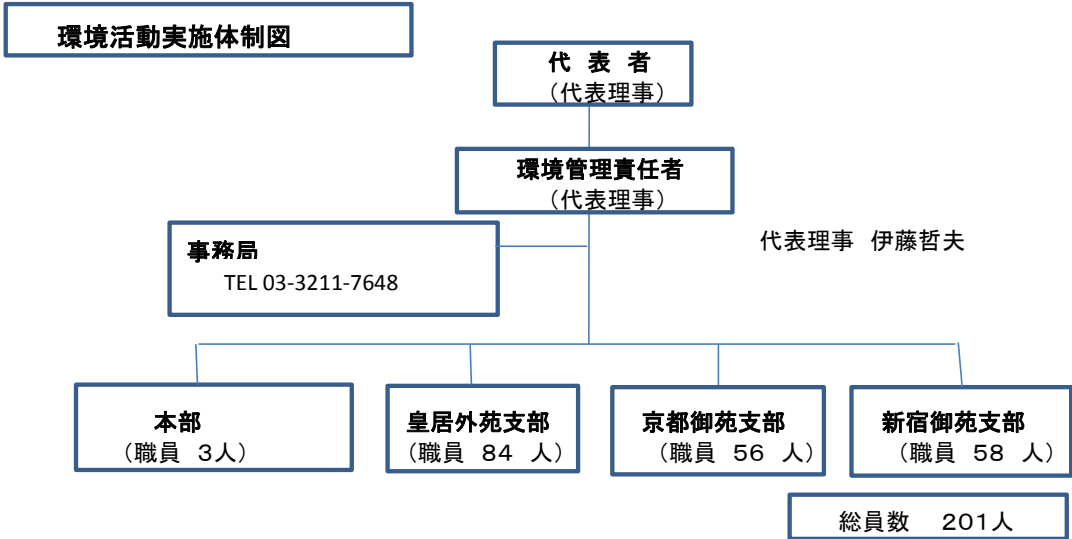 環境活動実施体制図
代 表 者
（代表理事）
環境管理責任者
（代表理事）
事務局
TEL 03-3211-7648
代表理事　伊藤哲夫
本部
（職員 3人）
皇居外苑支部
（職員 84 人）
京都御苑支部
（職員 56 人）
新宿御苑支部
（職員 58 人）
総員数　201人